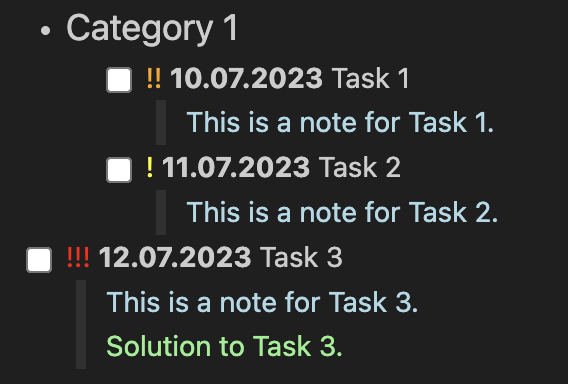 • Category 1
!! 10.07.2023 Task 1
This is a note for Task 1.
! 11.07.2023 Task 2
This is a note for Task 2.
!!! 12.07.2023 Task 3
This is a note for Task 3.
Solution to Task 3.